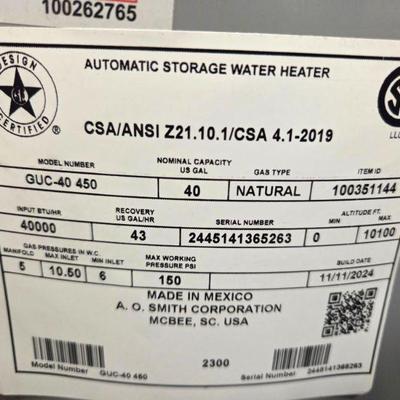 100262765
DESIGN
CERTIFIED
AUTOMATIC STORAGE WATER HEATER
CSA/ANSI Z21.10.1/CSA 4.1-2019
LLC
MODEL NUMBER NOMINAL CAPACITY US GAL GAS TYPE ITEM ID
GUC-40 450 40 NATURAL 100351144
INPUT BTU/HR RECOVERY US GAL/HR SERIAL NUMBER MIN ALTITUDE FT. MAX
40000 43 2445141365263 0 10100
GAS PRESSURES IN W.C.
MANIFOLD MAX INLET MIN INLET MAX WORKING PRESSURE PSI BUILD DATE
5 10.50 6 150 11/11/2024
MADE IN MEXICO
A. O. SMITH CORPORATION
MCBEE, SC. USA
2300
Model Number GUC-40 450 Serial Number 2445141365263